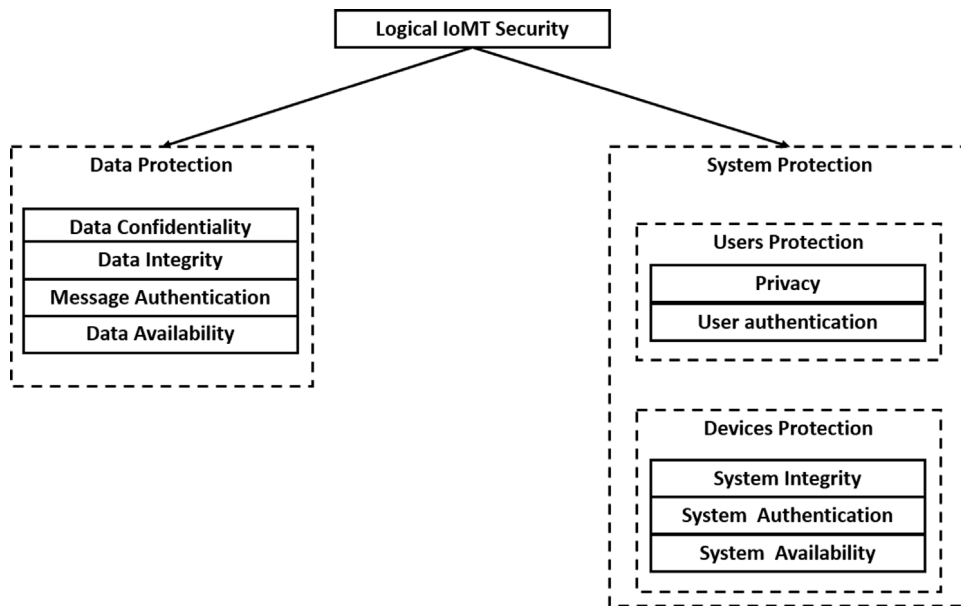 Logical IoMT Security
Data Protection
Data Confidentiality
Data Integrity
Message Authentication
Data Availability
System Protection
Users Protection
Privacy
User authentication
Devices Protection
System Integrity
System Authentication
System Availability